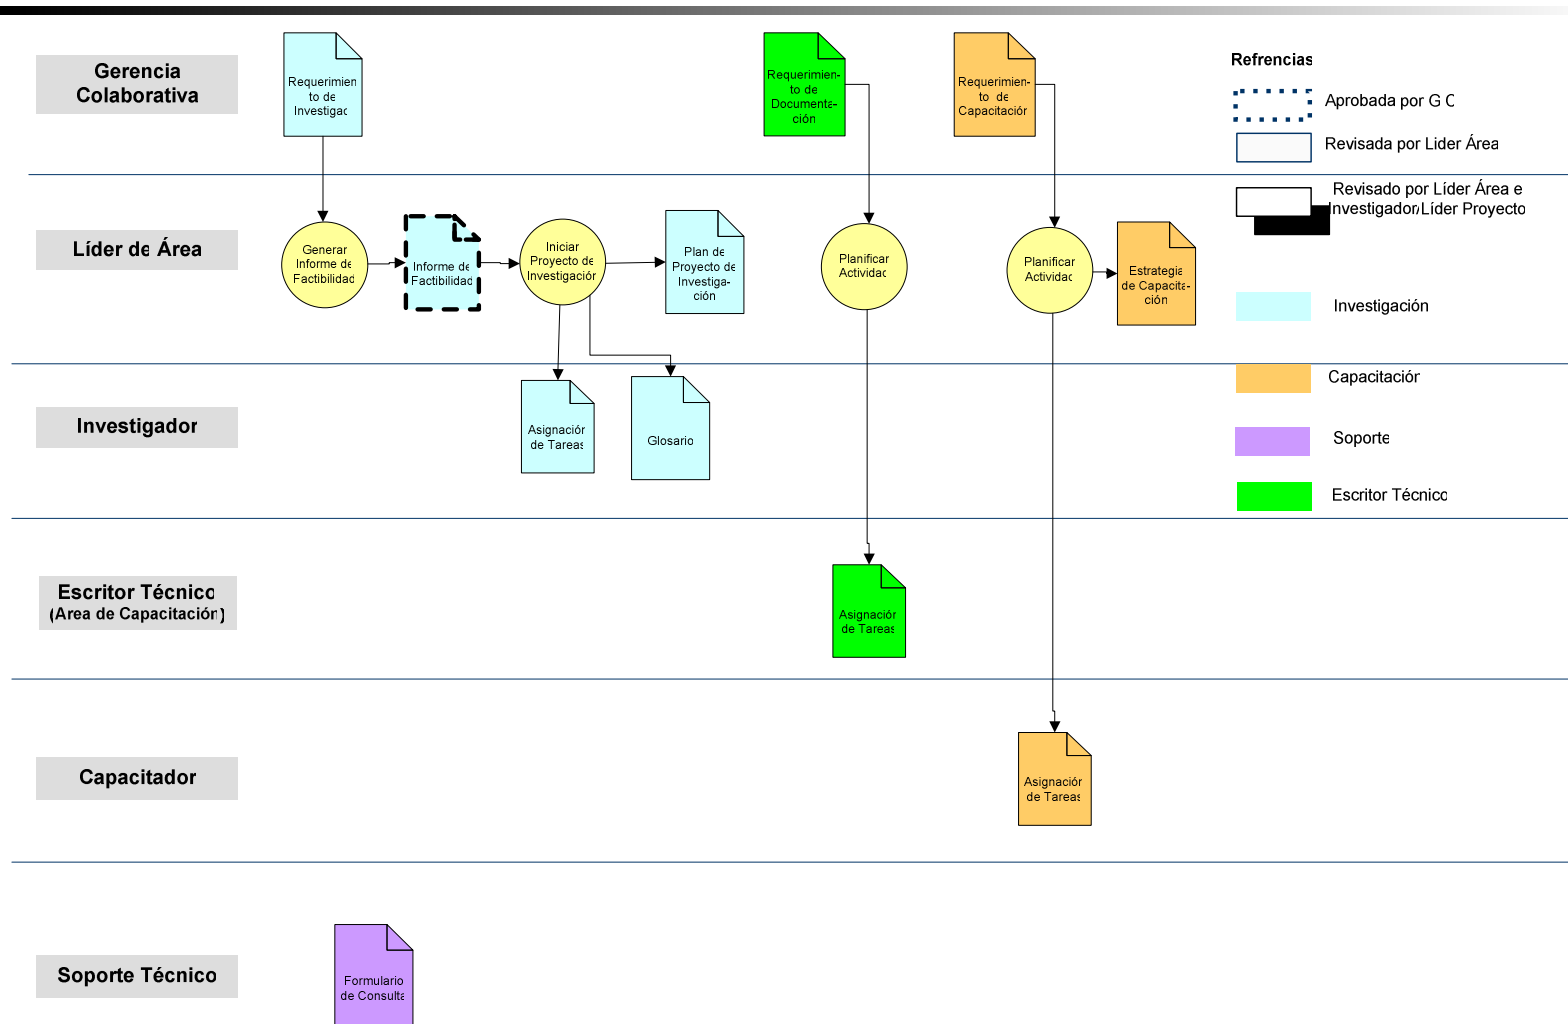 Gerencia
Colaborativa
Requerimien
to de
Investigac
Requerimien-
to de
Documenta-
ción
Requerimien-
to de
Capacitación
Refrencias
Aprobada por G C
Revisada por Lider Área
Revisado por Líder Área e
Investigador/Líder Proyecto
Líder de Área
Generar
Informe de
Factibilidad
Informe de
Factibilidad
Iniciar
Proyecto de
Investigación
Plan de
Proyecto de
Investiga-
ción
Planificar
Actividad
Planificar
Actividad
Estrategia
de Capacita-
ción
Investigación
Capacitación
Soporte
Escritor Técnico
Investigador
Asignación
de Tareas
Glosario
Escritor Técnico
(Area de Capacitación)
Asignación
de Tareas
Capacitador
Asignación
de Tareas
Soporte Técnico
Formulario
de Consulta